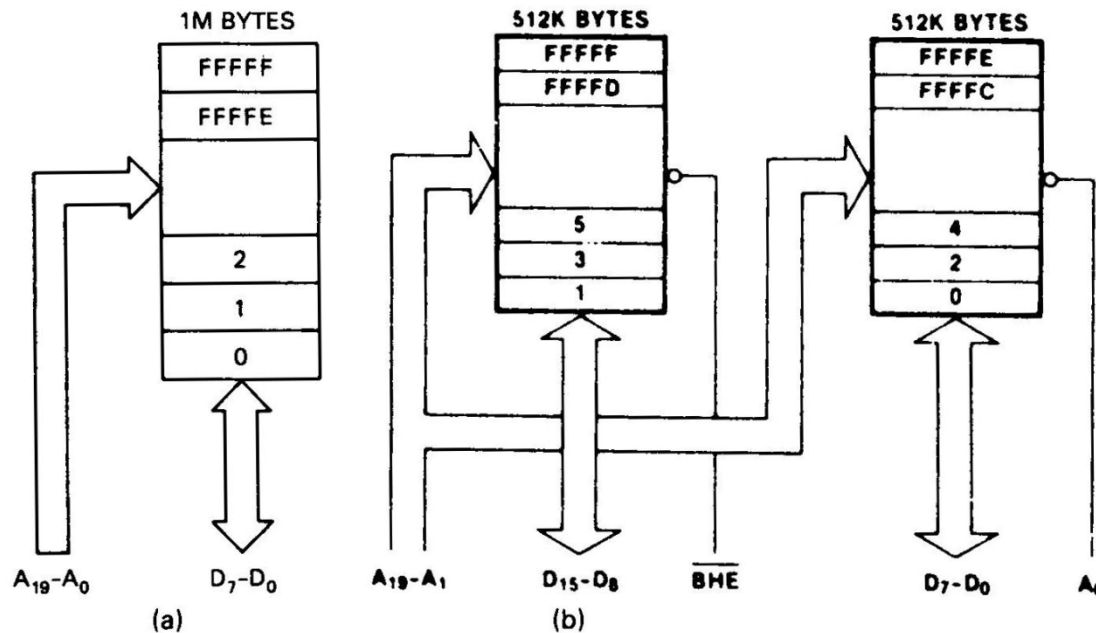 1M BYTES
FFFFF
FFFFE
2
1
0
A₁₉-A₀
D₇-D₀
(a)
512K BYTES
FFFFF
FFFFD
5
3
1
A₁₉-A₁
D₁₅-D₈
B̅H̅E̅
(b)
512K BYTES
FFFFE
FFFFC
4
2
0
D₇-D₀